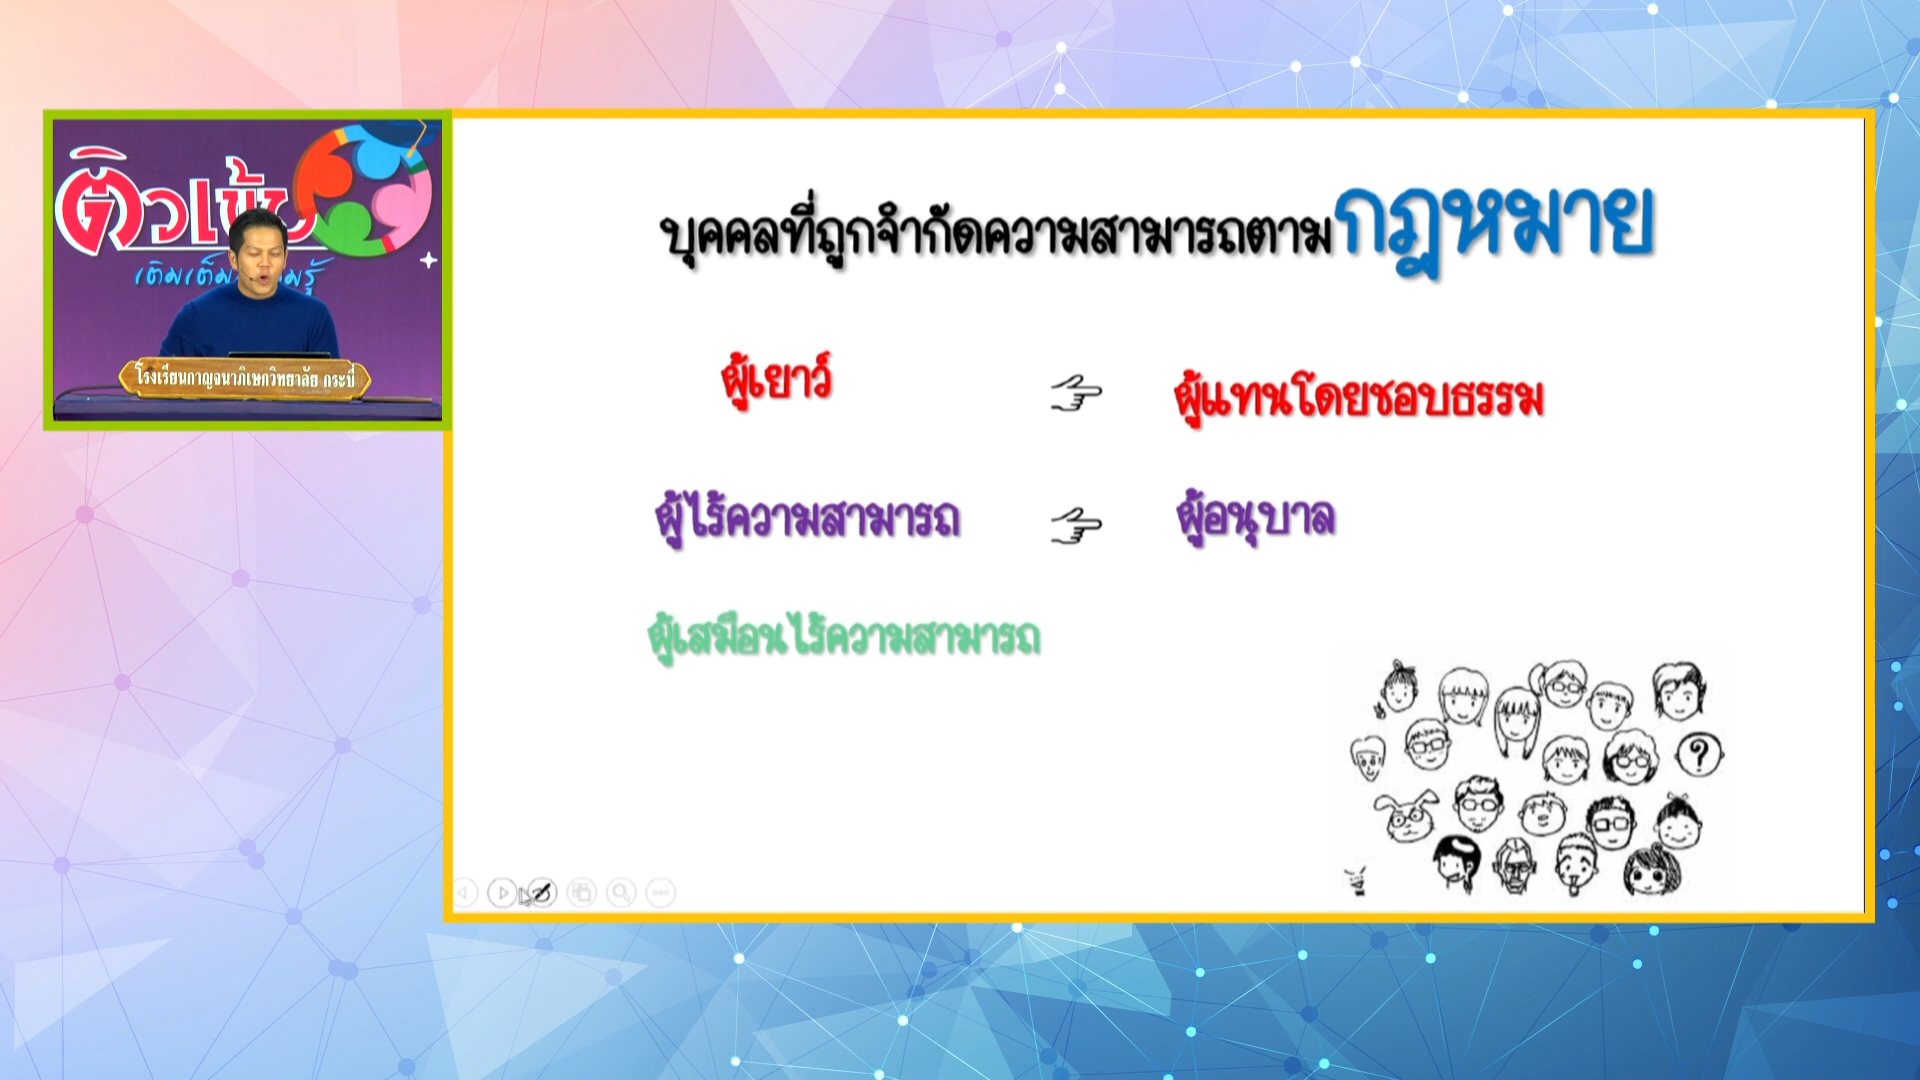 ติวเข้ม
เติมเต็มความรู้
โรงเรียนกาญจนาภิเษกวิทยาลัย กระบี่
บุคคลที่ถูกจำกัดความสามารถตามกฎหมาย
ผู้เยาว์ ผู้แทนโดยชอบธรรม
ผู้ไร้ความสามารถ ผู้อนุบาล
ผู้เสมือนไร้ความสามารถ
?